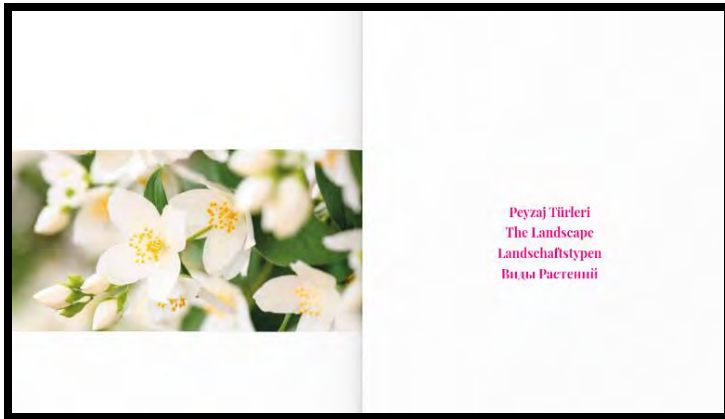 Peyzaj Türleri
The Landscape
Landschaftstypen
Виды Растений